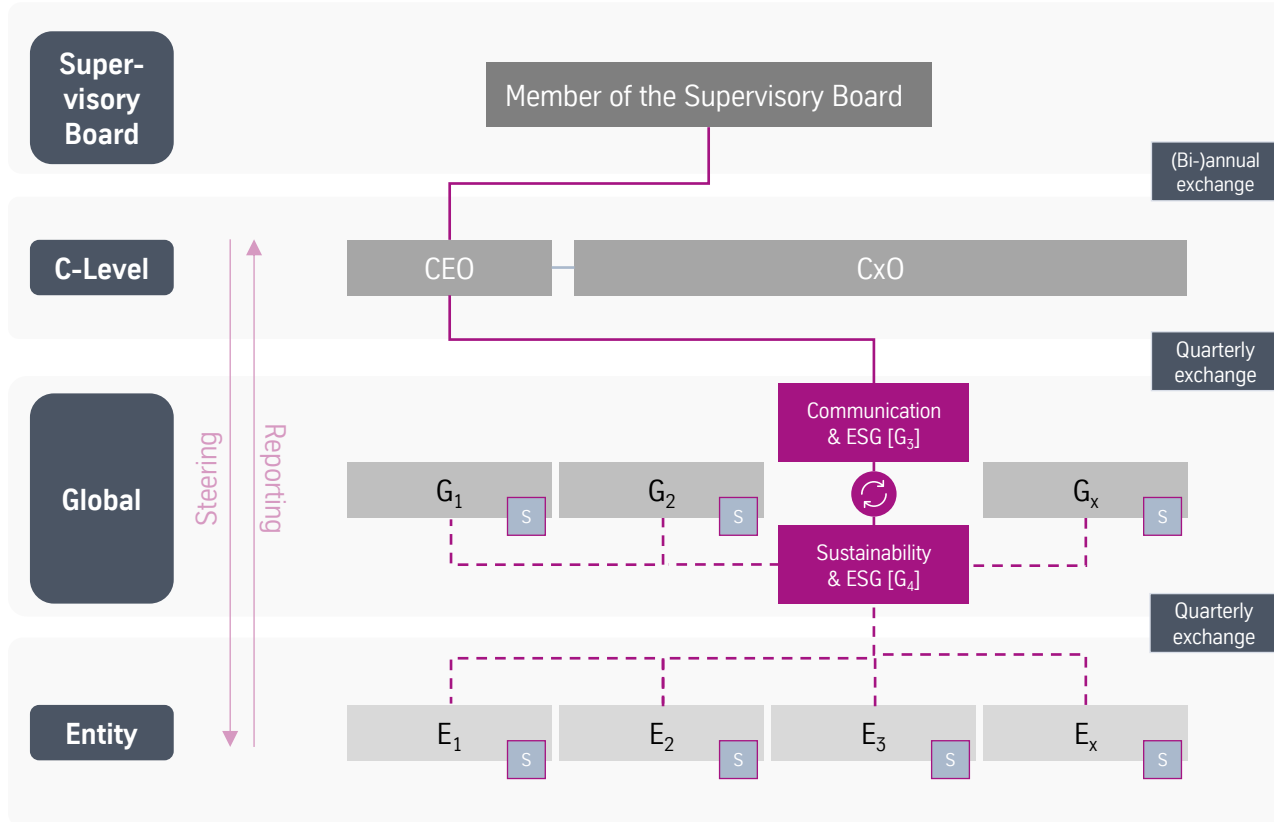 Super-
visory
Board
Member of the Supervisory Board
(Bi-)annual
exchange
C-Level
CEO
CxO
Quarterly
exchange
Global
Steering
Reporting
Communication
& ESG [G₃]
G₁
S
G₂
S
Gₓ
S
Sustainability
& ESG [G₄]
Quarterly
exchange
Entity
E₁
S
E₂
S
E₃
S
Eₓ
S